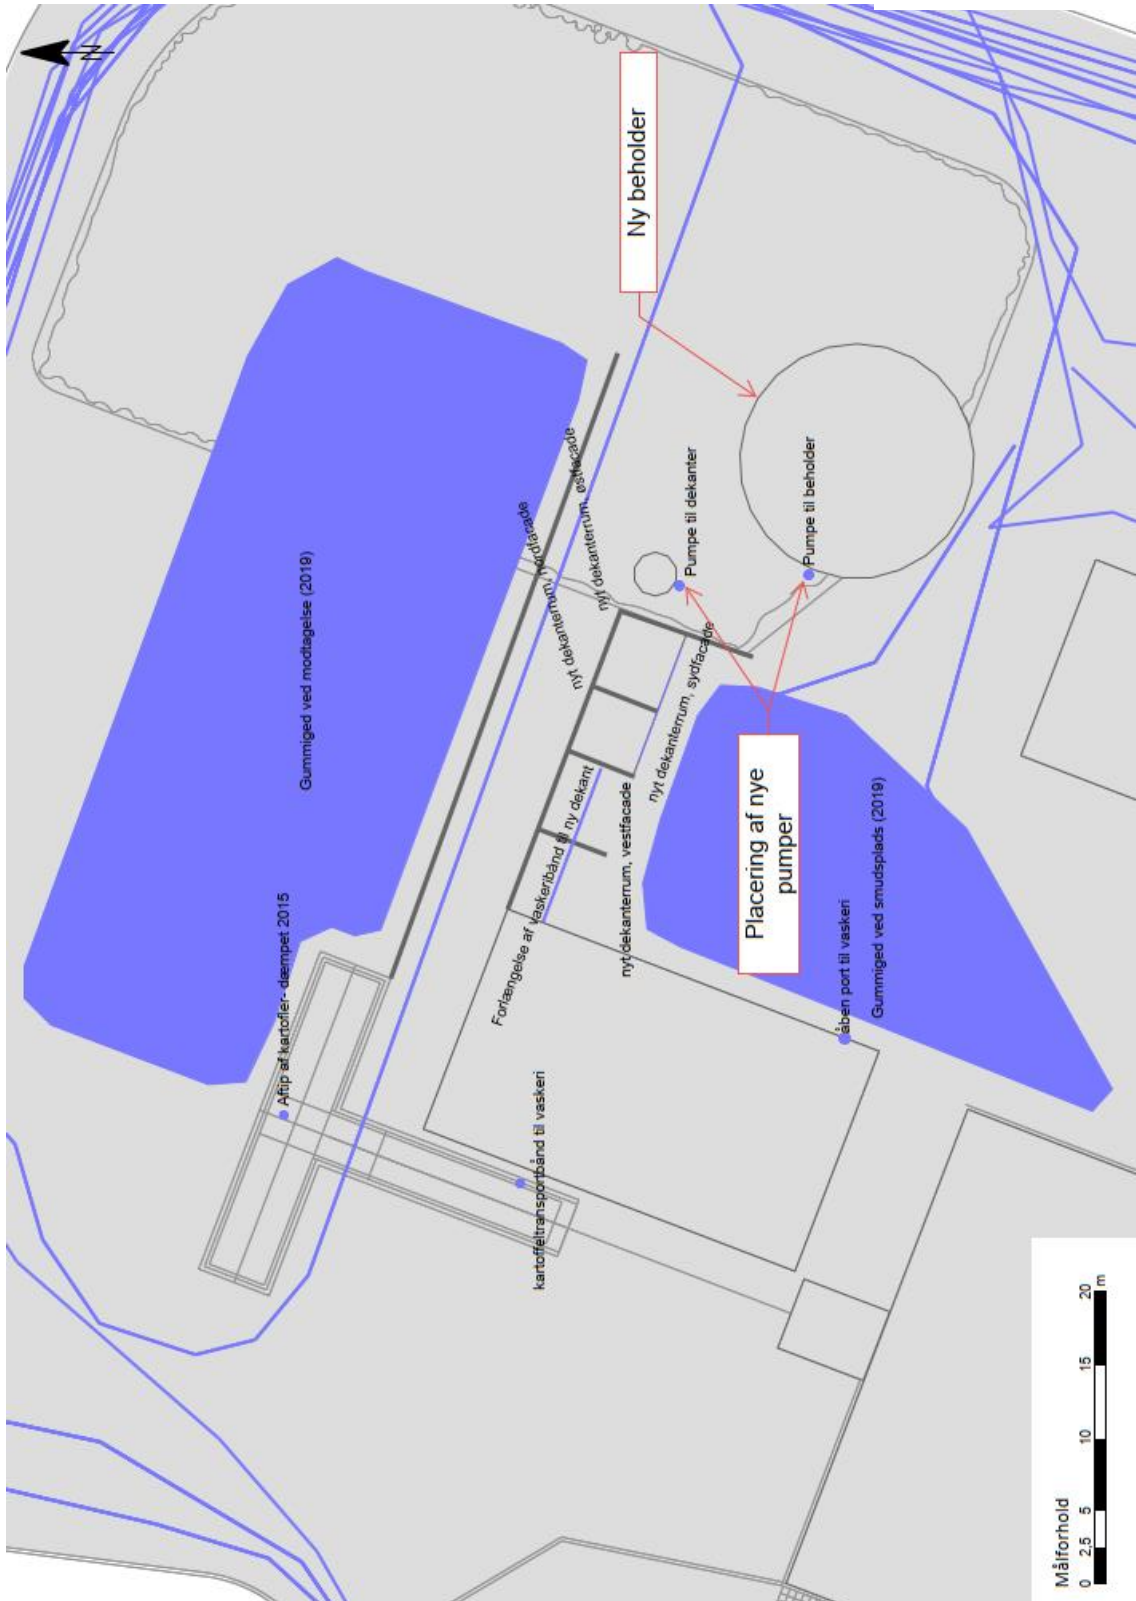 N
Ny beholder
Gummiged ved modtagelse (2019)
nyt dekanterrum, nordfacade
nyt dekanterrum, østfacade
Pumpe til dekanter
Pumpe til beholder
nyt dekanterrum, sydfacade
Forlængelse af vaskeribånd til ny dekant
nyt dekanterrum, vestfacade
Placering af nye
pumper
Gummiged ved smudsplads (2019)
åben port til vaskeri
Aftip af kartofler- dæmpet 2015
kartoffeltransportbånd til vaskeri
Målforhold
0 2,5 5 10 15 20
m